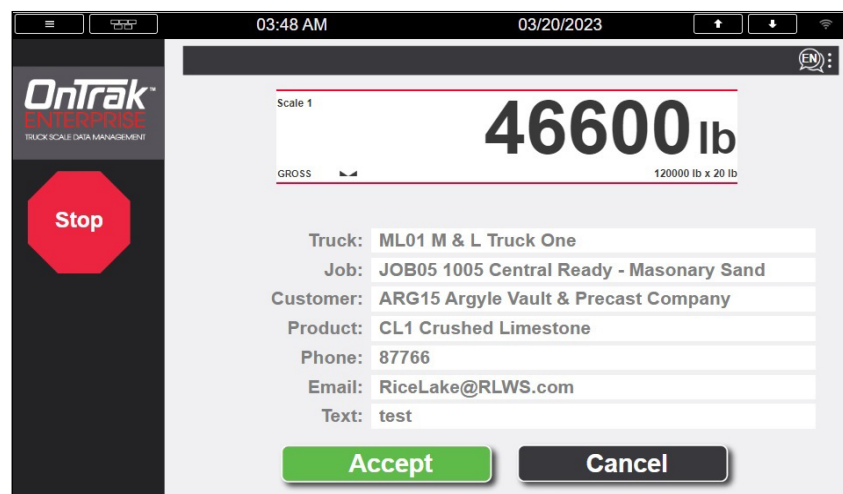 03:48 AM 03/20/2023
EN
OnTrak™
ENTERPRISE
TRUCK SCALE DATA MANAGEMENT
Scale 1
46600 lb
GROSS 120000 lb x 20 lb
Stop
Truck: ML01 M & L Truck One
Job: JOB05 1005 Central Ready - Masonary Sand
Customer: ARG15 Argyle Vault & Precast Company
Product: CL1 Crushed Limestone
Phone: 87766
Email: RiceLake@RLWS.com
Text: test
Accept Cancel